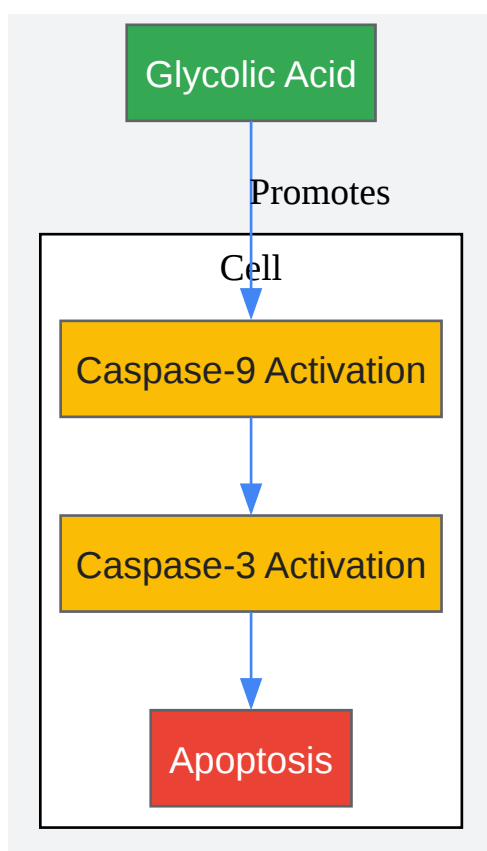 Glycolic Acid
Promotes
Cell
Caspase-9 Activation
Caspase-3 Activation
Apoptosis